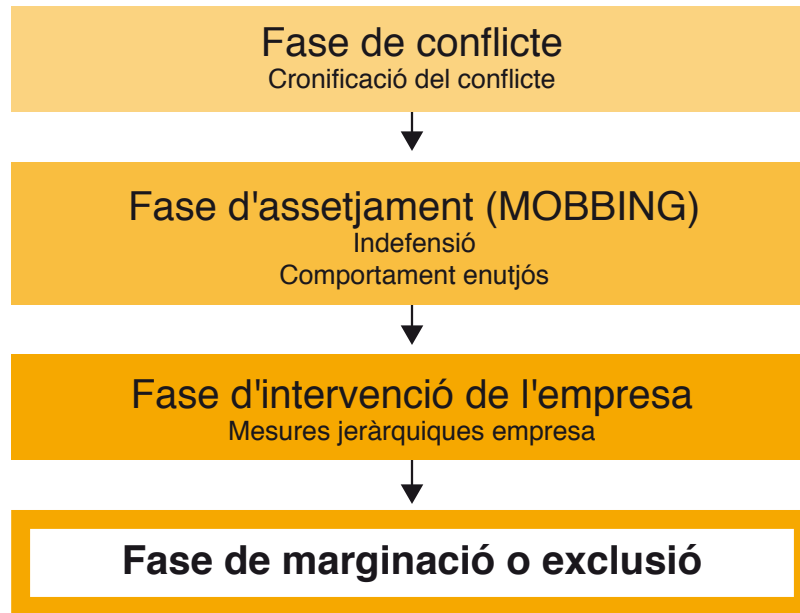 Fase de conflicte
Cronificació del conflicte
Fase d'assetjament (MOBBING)
Indefensió
Comportament enutjós
Fase d'intervenció de l'empresa
Mesures jeràrquiques empresa
Fase de marginació o exclusió